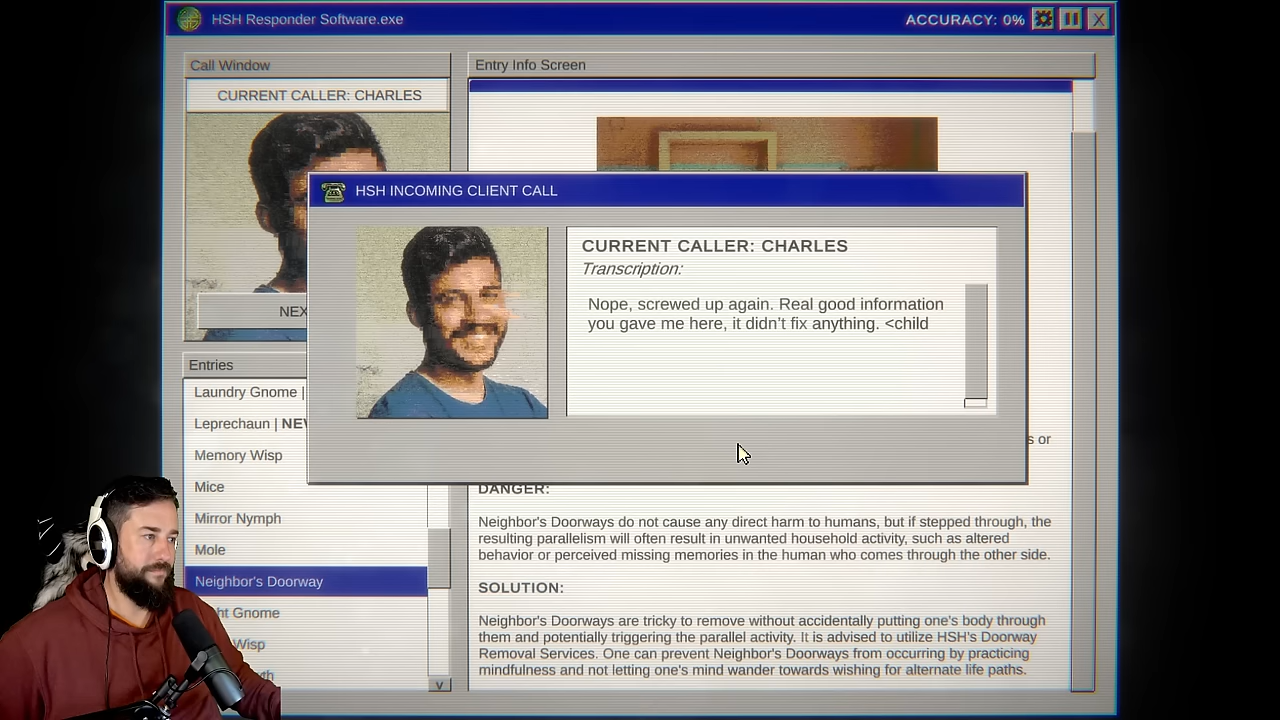 HSH Responder Software.exe
ACCURACY: 0%
X
Call Window
Entry Info Screen
CURRENT CALLER: CHARLES
HSH INCOMING CLIENT CALL
CURRENT CALLER: CHARLES
Transcription:
Nope, screwed up again. Real good information
you gave me here, it didn't fix anything. <child
Entries
Laundry Gnome |
Leprechaun |
Memory Wisp
Mice
Mirror Nymph
Mole
Neighbor's Doorway
Gnome
Wisp
s or
DANGER:
Neighbor's Doorways do not cause any direct harm to humans, but if stepped through, the
resulting parallelism will often result in unwanted household activity, such as altered
behavior or perceived missing memories in the human who comes through the other side.
SOLUTION:
Neighbor's Doorways are tricky to remove without accidentally putting one's body through
them and potentially triggering the parallel activity. It is advised to utilize HSH's Doorway
Removal Services. One can prevent Neighbor's Doorways from occurring by practicing
mindfulness and not letting one's mind wander towards wishing for alternate life paths.